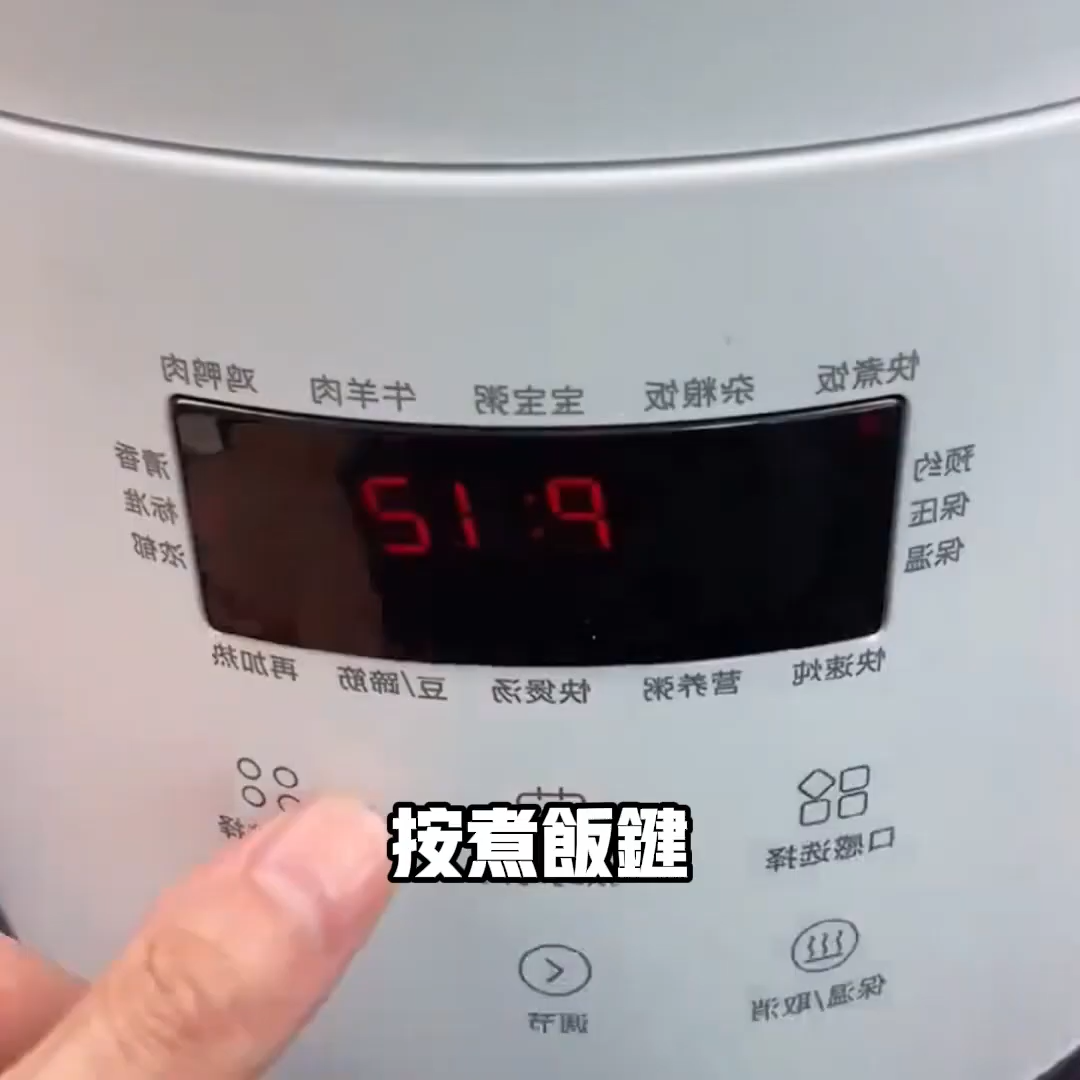 快煮饭 杂粮饭 宝宝粥 牛羊肉 鸡鸭肉
预约 清香
保压 标准
保温 浓郁
P:12
快速炖 营养粥 快煲汤 豆/蹄筋 再加热
口感选择
按煮飯鍵
保温/取消
调节